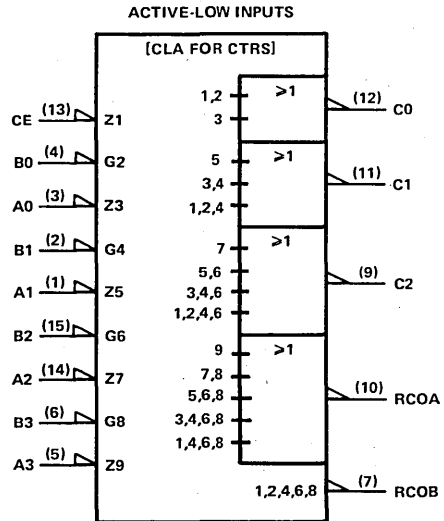 ACTIVE-LOW INPUTS
[CLA FOR CTRS]
CE (13) Z1
B0 (4) G2
A0 (3) Z3
B1 (2) G4
A1 (1) Z5
B2 (15) G6
A2 (14) Z7
B3 (6) G8
A3 (5) Z9
1,2 ⩾1
3
(12) C0
5 ⩾1
3,4
1,2,4
(11) C1
7 ⩾1
5,6
3,4,6
1,2,4,6
(9) C2
9 ⩾1
7,8
5,6,8
3,4,6,8
1,4,6,8
(10) RCOA
1,2,4,6,8 (7) RCOB